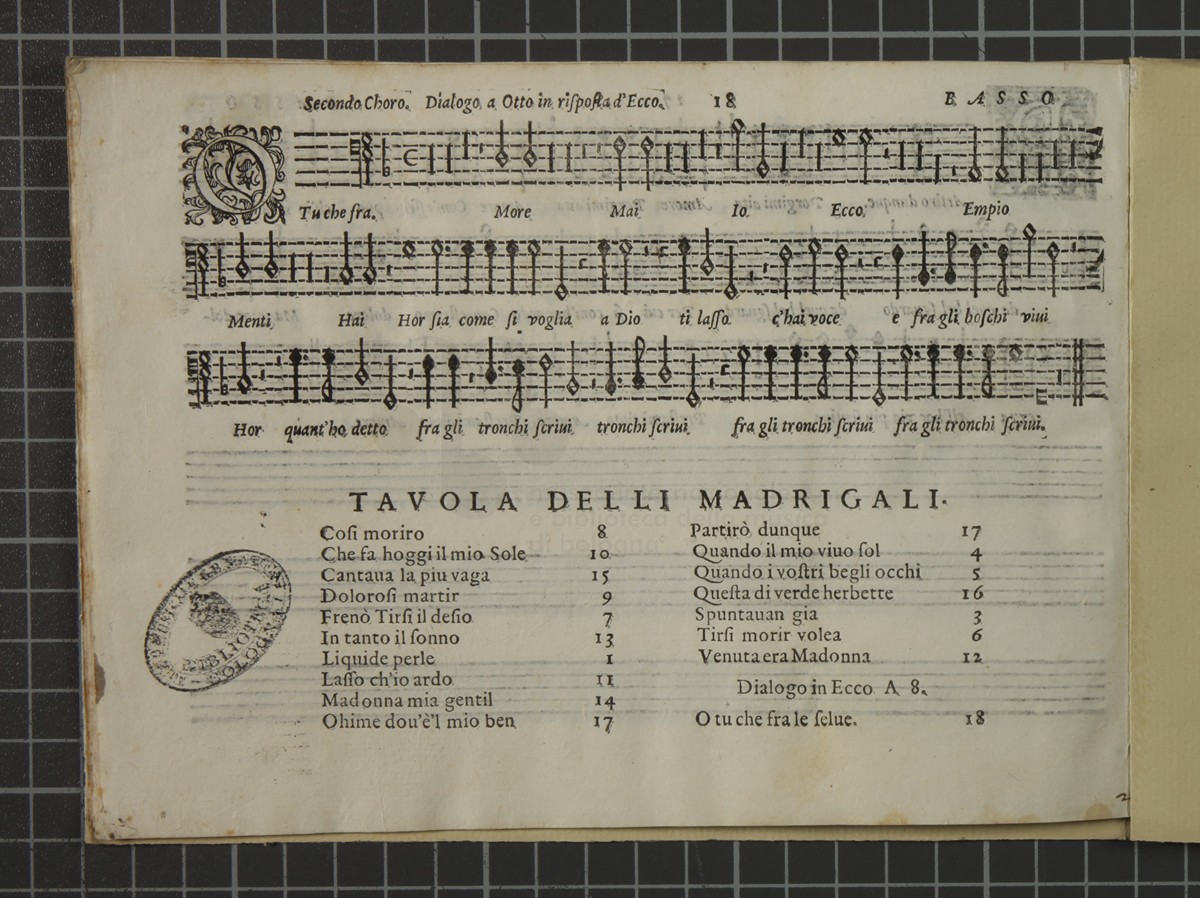 Secondo Choro. Dialogo a Otto in riſpoſta d'Ecco. 18 BASSO
O Tu che fra. More Mai Io. Ecco. Empio
Menti Hai Hor ſia come ſi voglia a Dio ti laſſo. c'hai voce e fra gli boſchi viui
Hor quant'ho detto fra gli tronchi ſcriui tronchi ſcriui fra gli tronchi ſcriui fra gli tronchi ſcriui.
TAVOLA DELLI MADRIGALI.
Coſi moriro 8
Che fa hoggi il mio Sole 10
Cantaua la piu vaga 15
Doloroſi martir 9
Frenò Tirſi il deſio 7
In tanto il ſonno 13
Liquide perle 1
Laſſo ch'io ardo 11
Madonna mia gentil 14
Ohime dou'è'l mio ben 17
Partirò dunque 17
Quando il mio viuo ſol 4
Quando i voſtri begli occhi 5
Queſta di verde herbette 16
Spuntauan gia 3
Tirſi morir volea 6
Venuta era Madonna 12
Dialogo in Ecco A 8.
O tu che fra le ſelue. 18
BIBLIOTECA